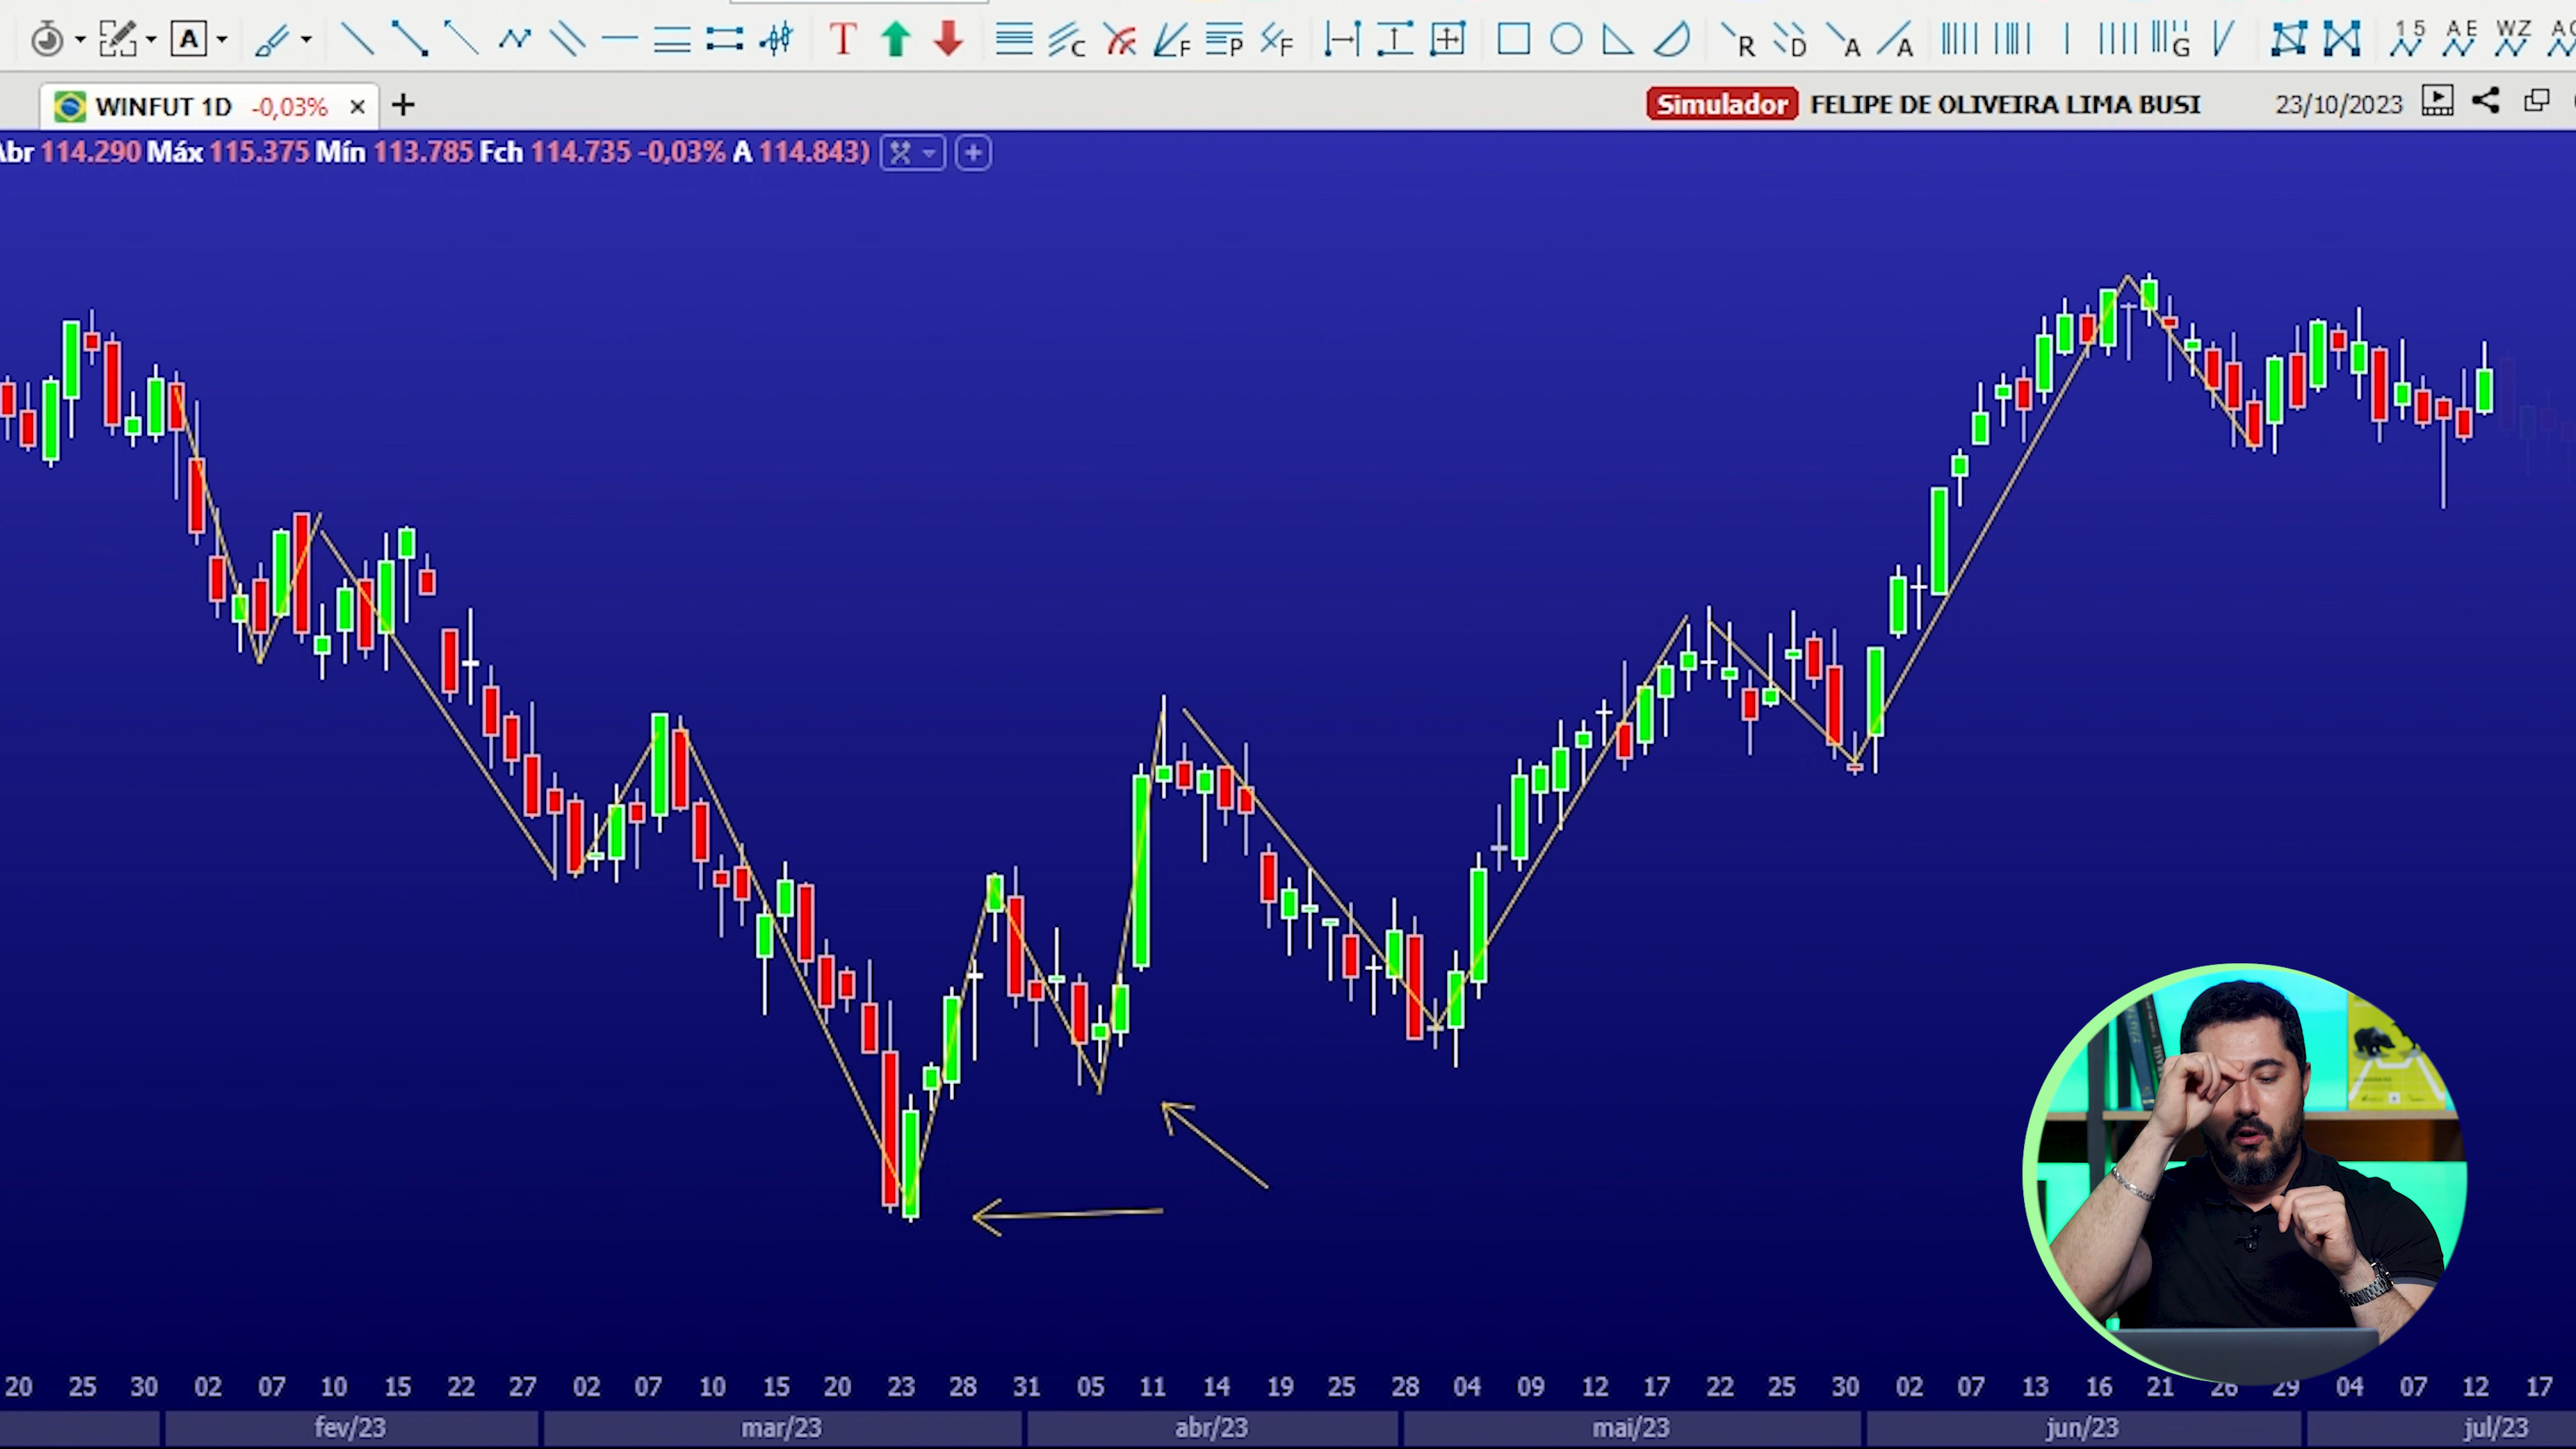 A T C F P F R D A A G 15 AE WZ
WINFUT 1D -0,03% × +
Simulador FELIPE DE OLIVEIRA LIMA BUSI 23/10/2023
Abr 114.290 Máx 115.375 Mín 113.785 Fch 114.735 -0,03% A 114.843)
20 25 30 02 07 10 15 22 27 02 07 10 15 20 23 28 31 05 11 14 19 25 28 04 09 12 17 22 25 30 02 07 13 16 21 26 29 04 07 12 17
fev/23 mar/23 abr/23 mai/23 jun/23 jul/23